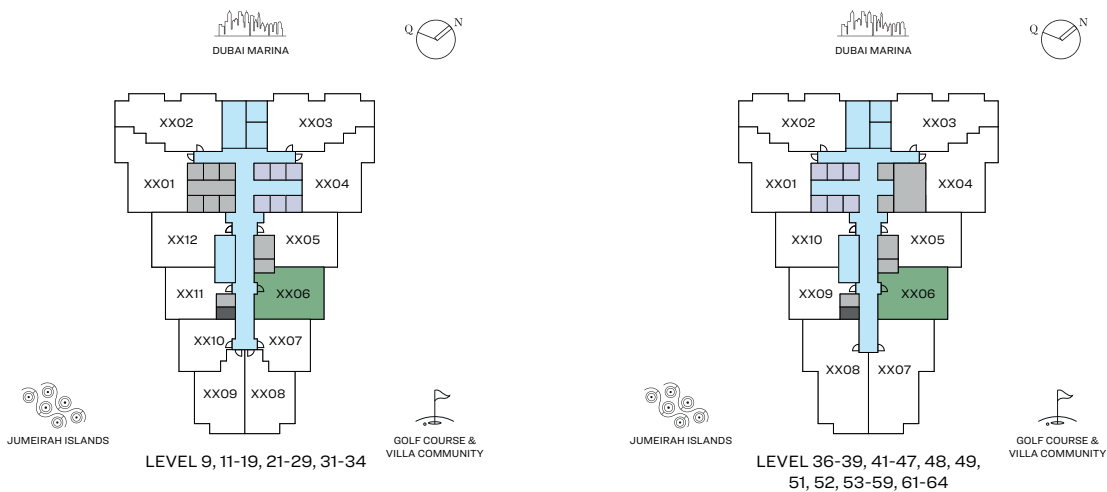 DUBAI MARINA
Q N
XX02 XX03
XX01 XX04
XX12 XX05
XX11 XX06
XX10 XX07
XX09 XX08
JUMEIRAH ISLANDS
GOLF COURSE &
VILLA COMMUNITY
LEVEL 9, 11-19, 21-29, 31-34
DUBAI MARINA
Q N
XX02 XX03
XX01 XX04
XX10 XX05
XX09 XX06
XX08 XX07
JUMEIRAH ISLANDS
GOLF COURSE &
VILLA COMMUNITY
LEVEL 36-39, 41-47, 48, 49,
51, 52, 53-59, 61-64